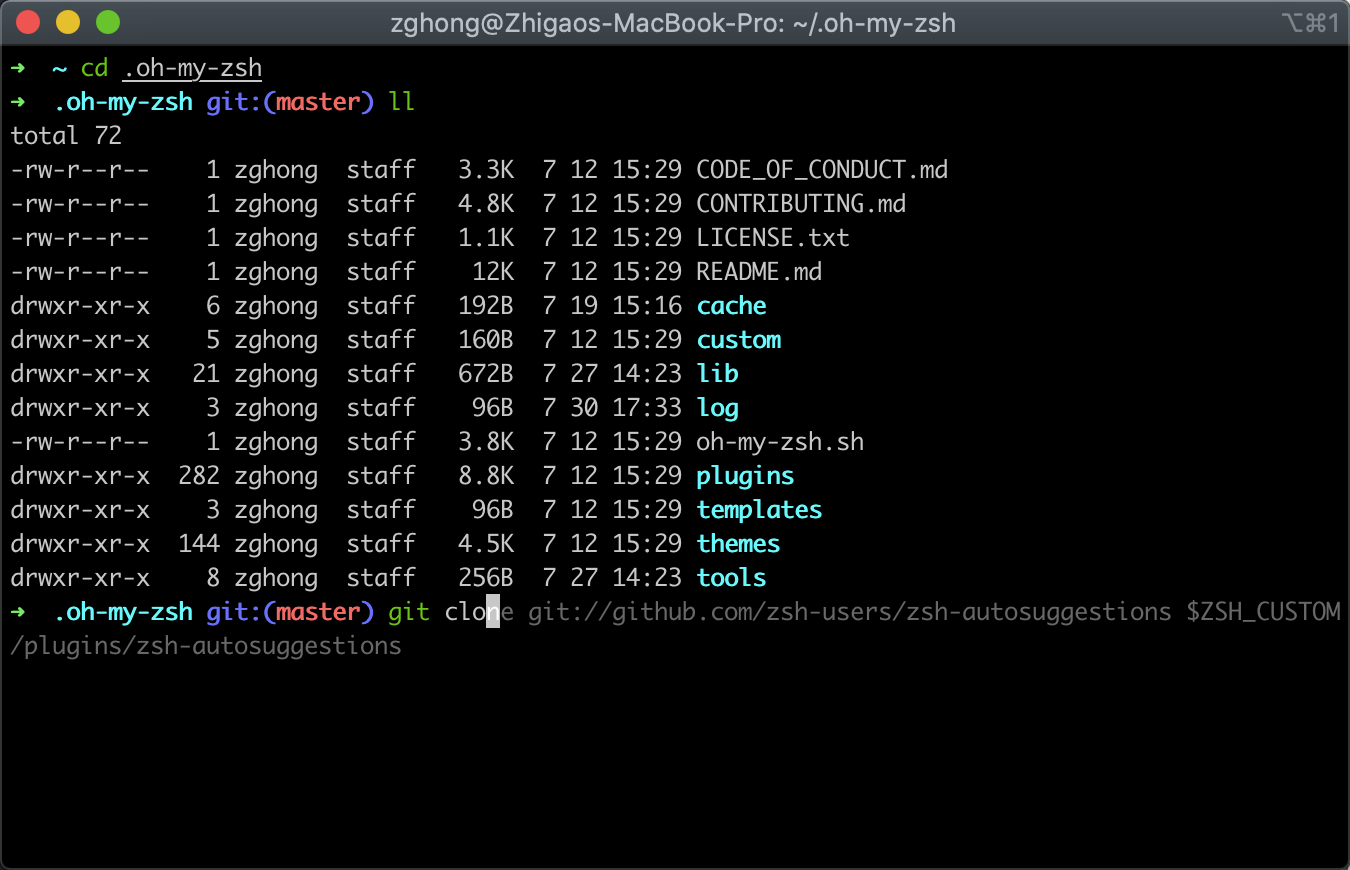 zghong@Zhigaos-MacBook-Pro: ~/.oh-my-zsh ⌥⌘1
➜  ~ cd .oh-my-zsh
➜  .oh-my-zsh git:(master) ll
total 72
-rw-r--r--    1 zghong  staff   3.3K  7 12 15:29 CODE_OF_CONDUCT.md
-rw-r--r--    1 zghong  staff   4.8K  7 12 15:29 CONTRIBUTING.md
-rw-r--r--    1 zghong  staff   1.1K  7 12 15:29 LICENSE.txt
-rw-r--r--    1 zghong  staff    12K  7 12 15:29 README.md
drwxr-xr-x    6 zghong  staff   192B  7 19 15:16 cache
drwxr-xr-x    5 zghong  staff   160B  7 12 15:29 custom
drwxr-xr-x   21 zghong  staff   672B  7 27 14:23 lib
drwxr-xr-x    3 zghong  staff    96B  7 30 17:33 log
-rw-r--r--    1 zghong  staff   3.8K  7 12 15:29 oh-my-zsh.sh
drwxr-xr-x  282 zghong  staff   8.8K  7 12 15:29 plugins
drwxr-xr-x    3 zghong  staff    96B  7 12 15:29 templates
drwxr-xr-x  144 zghong  staff   4.5K  7 12 15:29 themes
drwxr-xr-x    8 zghong  staff   256B  7 27 14:23 tools
➜  .oh-my-zsh git:(master) git clone git://github.com/zsh-users/zsh-autosuggestions $ZSH_CUSTOM
/plugins/zsh-autosuggestions